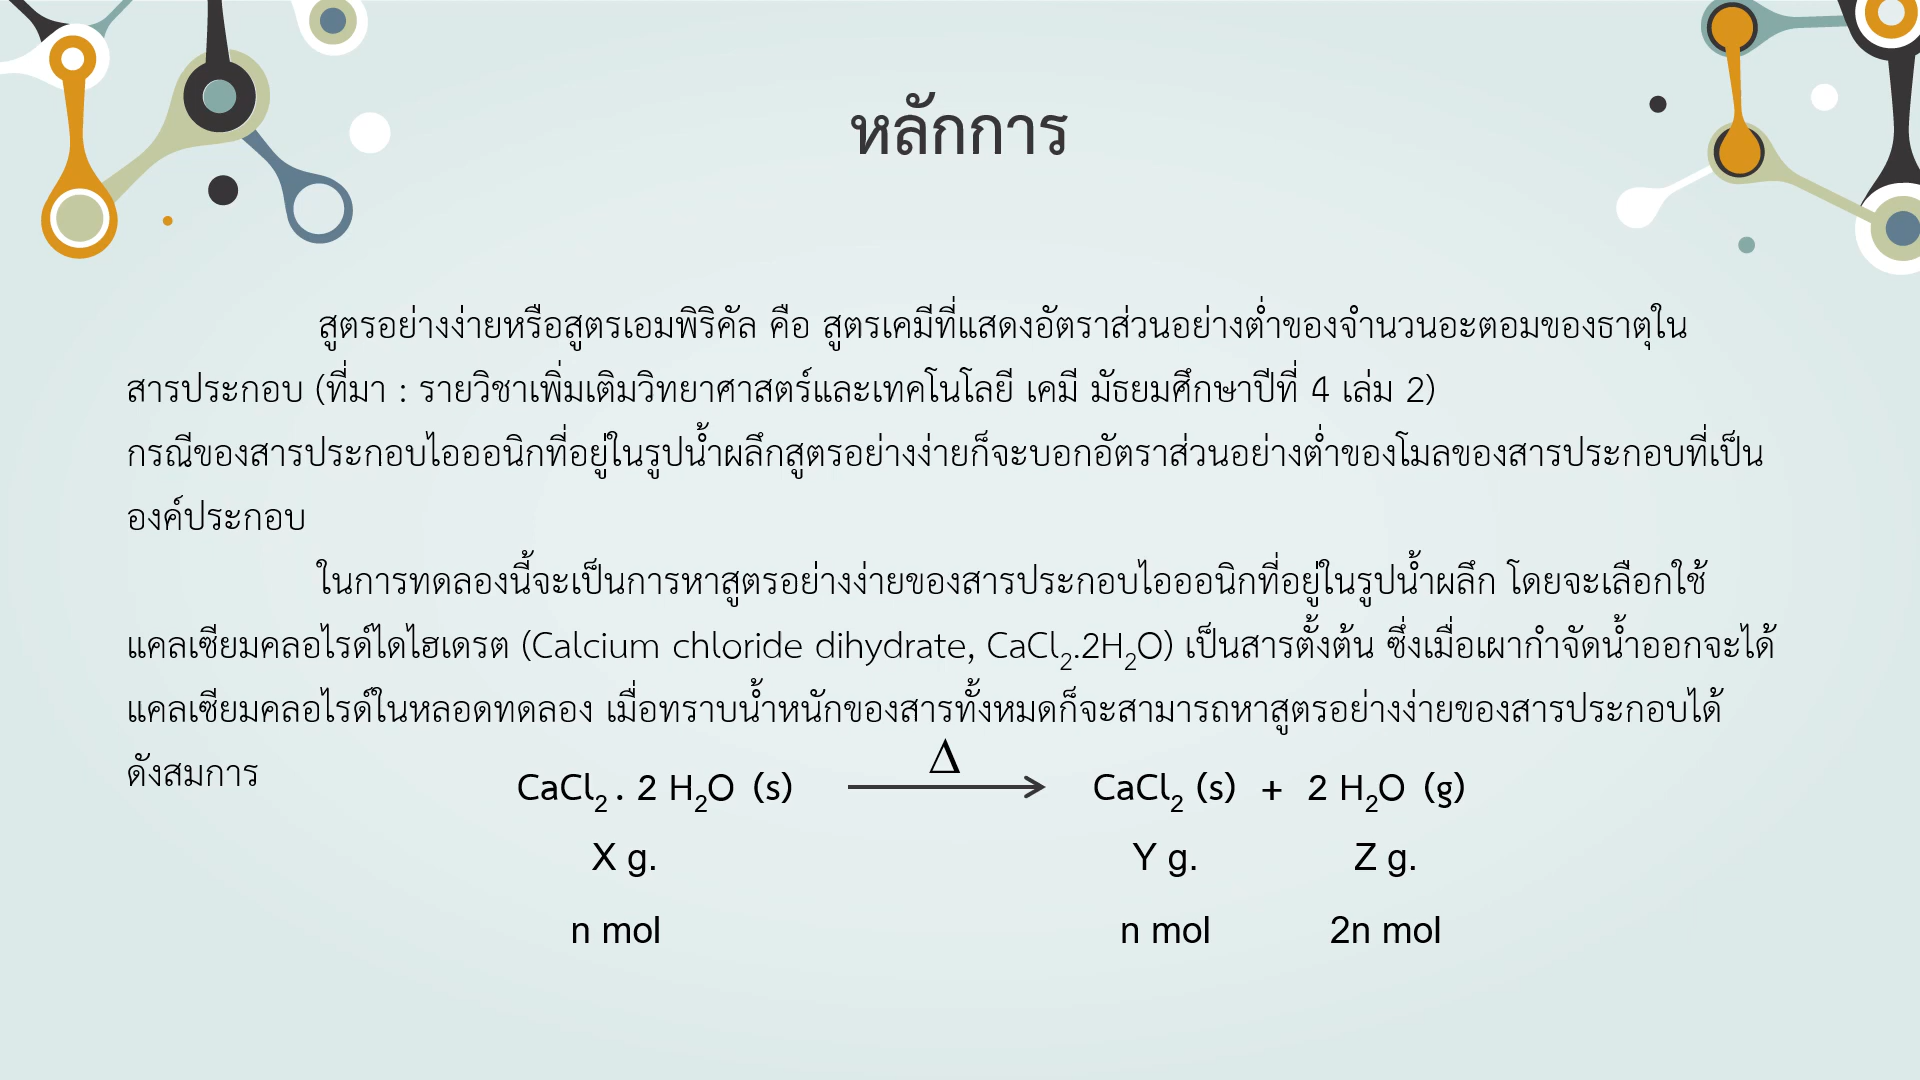 หลักการ
สูตรอย่างง่ายหรือสูตรเอมพิริคัล คือ สูตรเคมีที่แสดงอัตราส่วนอย่างต่ำของจำนวนอะตอมของธาตุใน
สารประกอบ (ที่มา : รายวิชาเพิ่มเติมวิทยาศาสตร์และเทคโนโลยี เคมี มัธยมศึกษาปีที่ 4 เล่ม 2)
กรณีของสารประกอบไอออนิกที่อยู่ในรูปน้ำผลึกสูตรอย่างง่ายก็จะบอกอัตราส่วนอย่างต่ำของโมลของสารประกอบที่เป็น
องค์ประกอบ
ในการทดลองนี้จะเป็นการหาสูตรอย่างง่ายของสารประกอบไอออนิกที่อยู่ในรูปน้ำผลึก โดยจะเลือกใช้
แคลเซียมคลอไรด์ไดไฮเดรต (Calcium chloride dihydrate, CaCl₂.2H₂O) เป็นสารตั้งต้น ซึ่งเมื่อเผากำจัดน้ำออกจะได้
แคลเซียมคลอไรด์ในหลอดทดลอง เมื่อทราบน้ำหนักของสารทั้งหมดก็จะสามารถหาสูตรอย่างง่ายของสารประกอบได้
ดังสมการ
Δ
CaCl₂ . 2 H₂O (s) ⟶ CaCl₂ (s) + 2 H₂O (g)
X g. Y g. Z g.
n mol n mol 2n mol